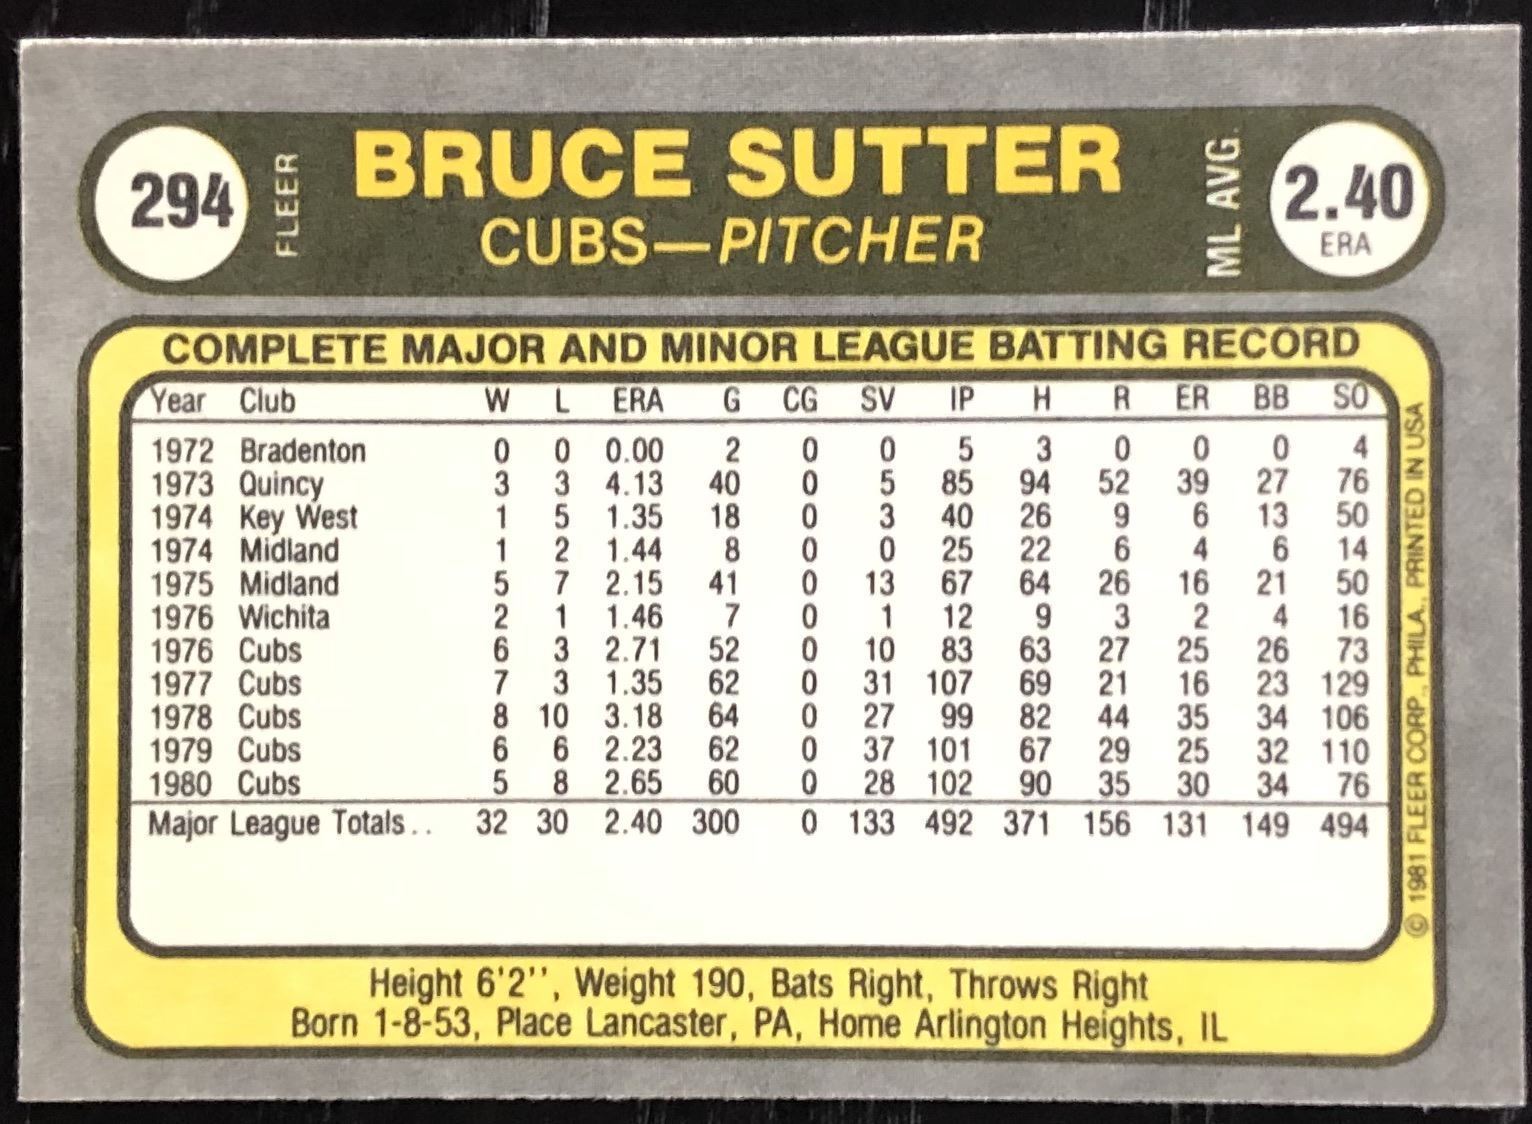 294 FLEER BRUCE SUTTER ML AVG. 2.40
CUBS—PITCHER ERA
COMPLETE MAJOR AND MINOR LEAGUE BATTING RECORD
Year Club W L ERA G CG SV IP H R ER BB SO
1972 Bradenton 0 0 0.00 2 0 0 5 3 0 0 0 4
1973 Quincy 3 3 4.13 40 0 5 85 94 52 39 27 76
1974 Key West 1 5 1.35 18 0 3 40 26 9 6 13 50
1974 Midland 1 2 1.44 8 0 0 25 22 6 4 6 14
1975 Midland 5 7 2.15 41 0 13 67 64 26 16 21 50
1976 Wichita 2 1 1.46 7 0 1 12 9 3 2 4 16
1976 Cubs 6 3 2.71 52 0 10 83 63 27 25 26 73
1977 Cubs 7 3 1.35 62 0 31 107 69 21 16 23 129
1978 Cubs 8 10 3.18 64 0 27 99 82 44 35 34 106
1979 Cubs 6 6 2.23 62 0 37 101 67 29 25 32 110
1980 Cubs 5 8 2.65 60 0 28 102 90 35 30 34 76
Major League Totals.. 32 30 2.40 300 0 133 492 371 156 131 149 494
© 1981 FLEER CORP., PHILA., PRINTED IN USA
Height 6'2'', Weight 190, Bats Right, Throws Right
Born 1-8-53, Place Lancaster, PA, Home Arlington Heights, IL